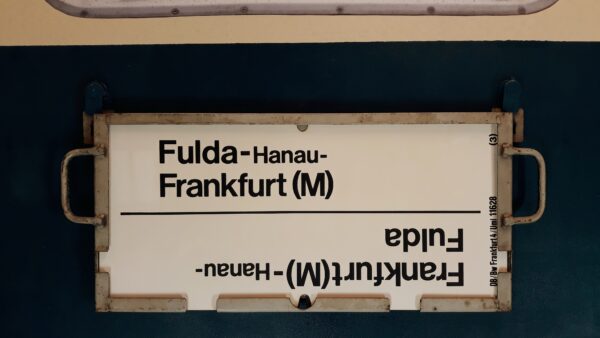 Fulda-Hanau-
Frankfurt (M)
Frankfurt(M)-Hanau-
Fulda
(3)